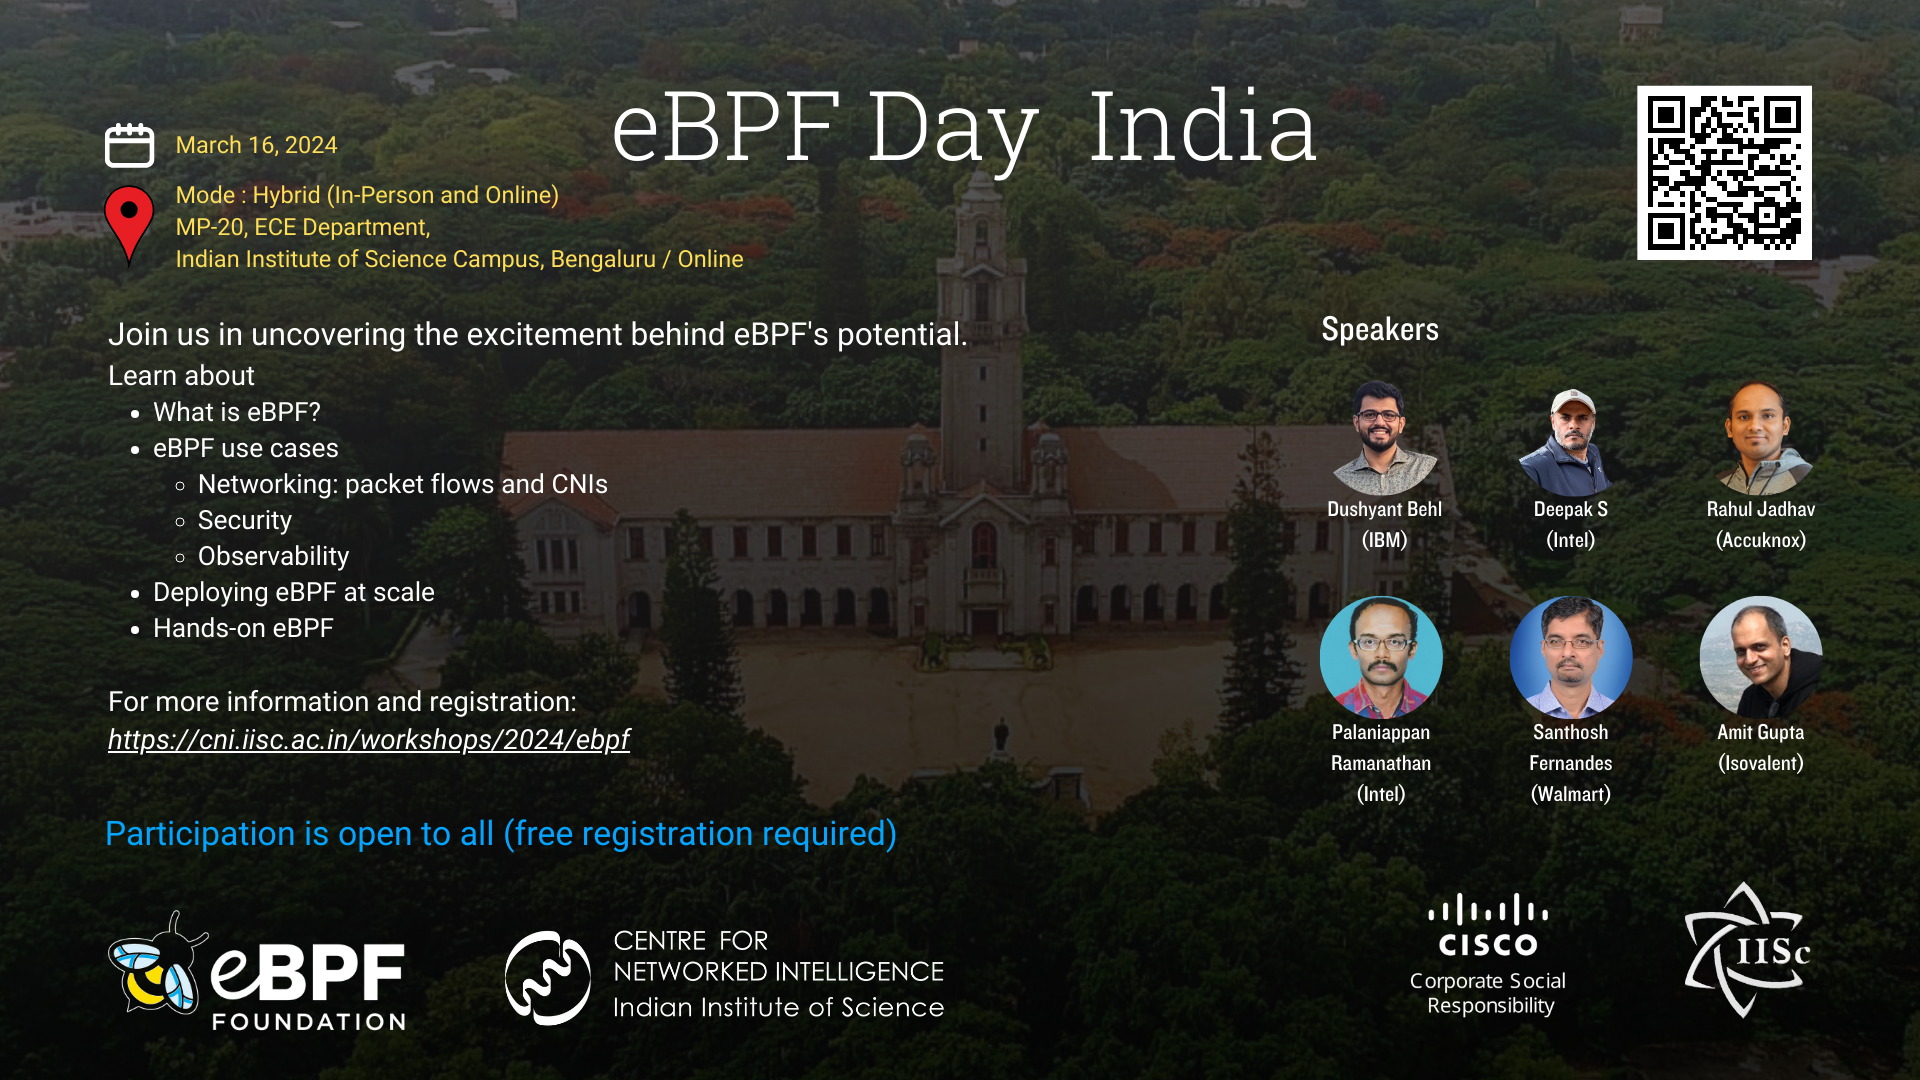 eBPF Day India
March 16, 2024
Mode : Hybrid (In-Person and Online)
MP-20, ECE Department,
Indian Institute of Science Campus, Bengaluru / Online
Join us in uncovering the excitement behind eBPF's potential.
Learn about
• What is eBPF?
• eBPF use cases
◦ Networking: packet flows and CNIs
◦ Security
◦ Observability
• Deploying eBPF at scale
• Hands-on eBPF
For more information and registration:
https://cni.iisc.ac.in/workshops/2024/ebpf
Participation is open to all (free registration required)
Speakers
Dushyant Behl
(IBM)
Deepak S
(Intel)
Rahul Jadhav
(Accuknox)
Palaniappan
Ramanathan
(Intel)
Santhosh
Fernandes
(Walmart)
Amit Gupta
(Isovalent)
eBPF
FOUNDATION
CENTRE FOR
NETWORKED INTELLIGENCE
Indian Institute of Science
CISCO
Corporate Social
Responsibility
IISc